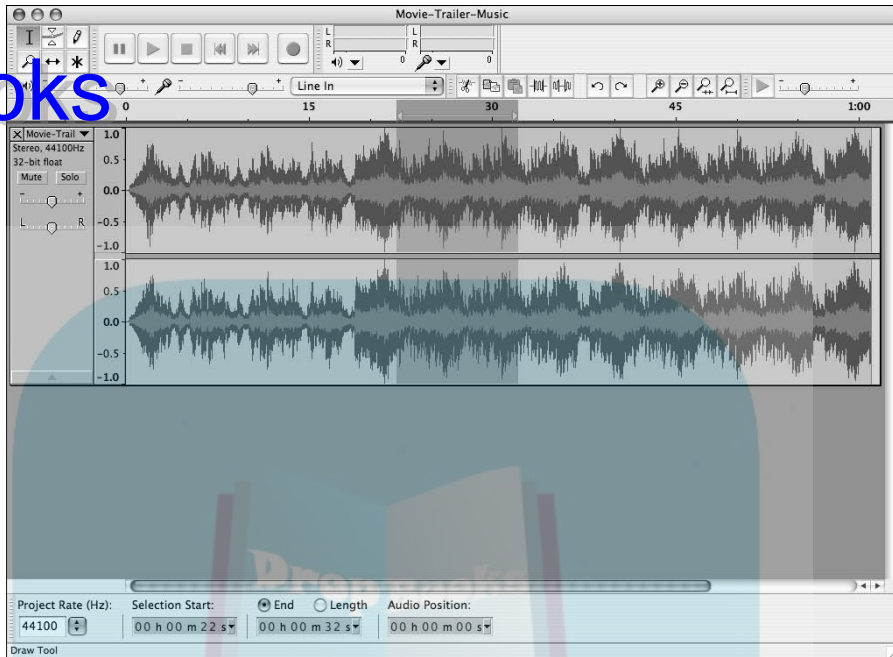 Movie-Trailer-Music
L
R
0
L
R
0
Line In
oks
0 15 30 45 1:00
X Movie-Trail
Stereo, 44100Hz
32-bit float
Mute Solo
- +
L R
1.0
0.5
0.0
-0.5
-1.0
1.0
0.5
0.0
-0.5
-1.0
Drop Books
Project Rate (Hz): Selection Start: End Length Audio Position:
44100 00 h 00 m 22 s 00 h 00 m 32 s 00 h 00 m 00 s
Draw Tool